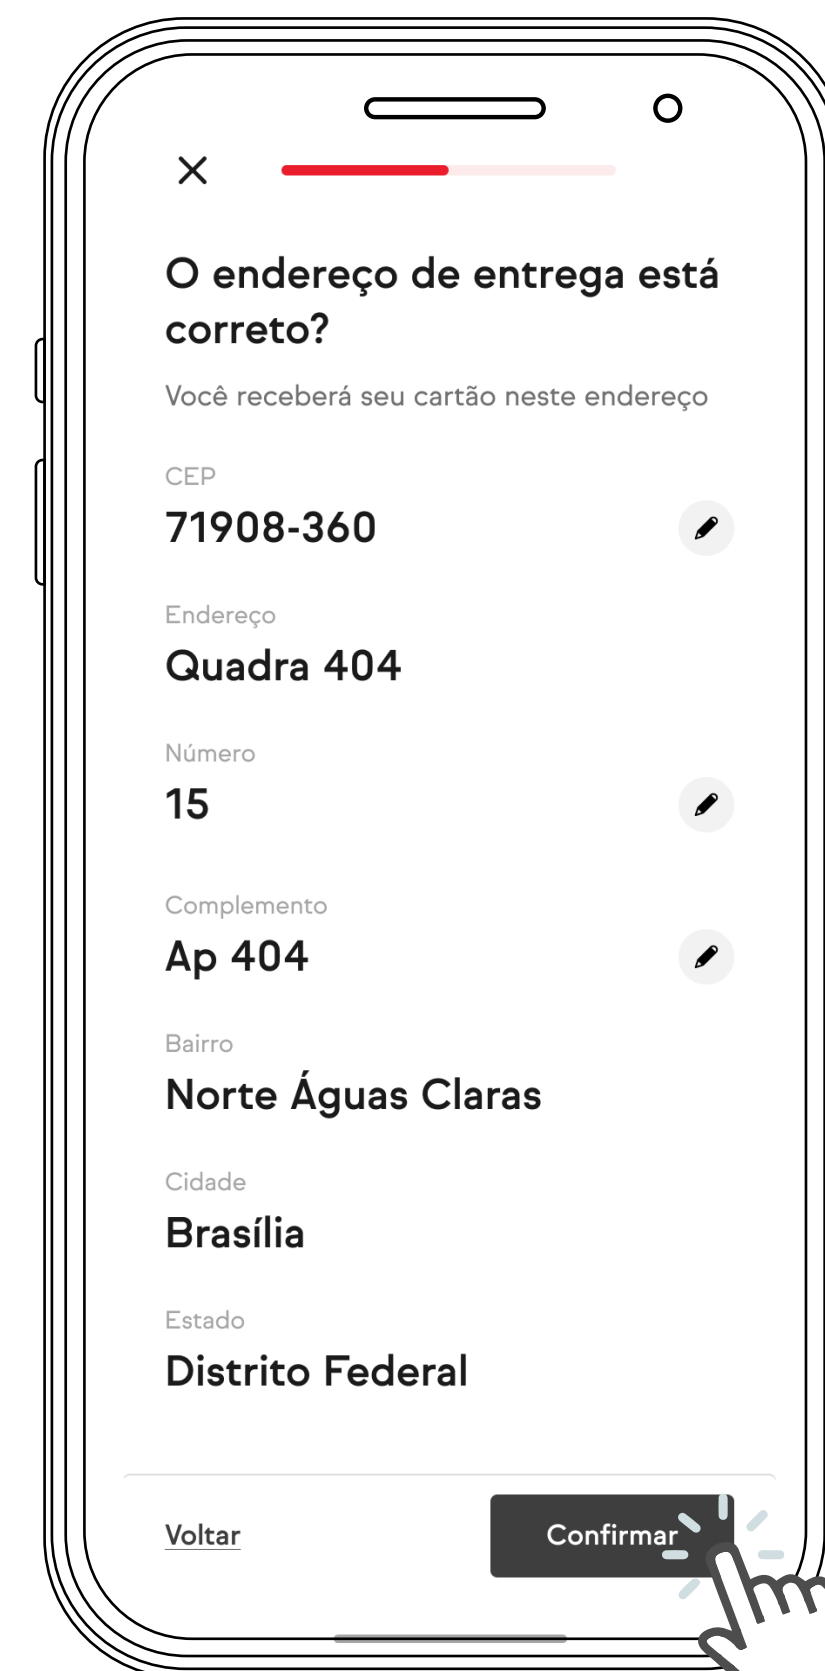 O endereço de entrega está
correto?
Você receberá seu cartão neste endereço
CEP
71908-360
Endereço
Quadra 404
Número
15
Complemento
Ap 404
Bairro
Norte Águas Claras
Cidade
Brasília
Estado
Distrito Federal
Voltar
Confirmar